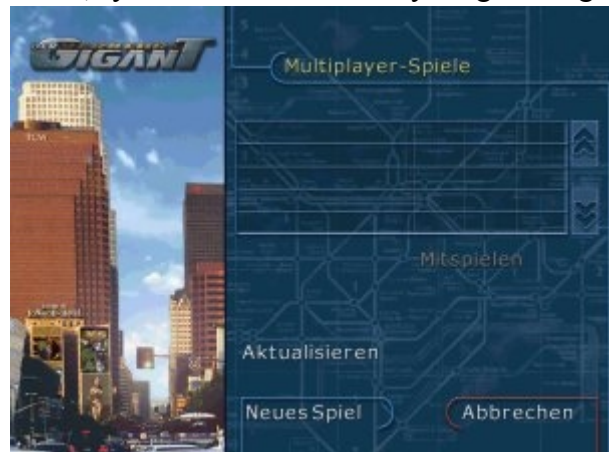 GIGANT
Multiplayer-Spiele
Mitspielen
Aktualisieren
Neues Spiel
Abbrechen